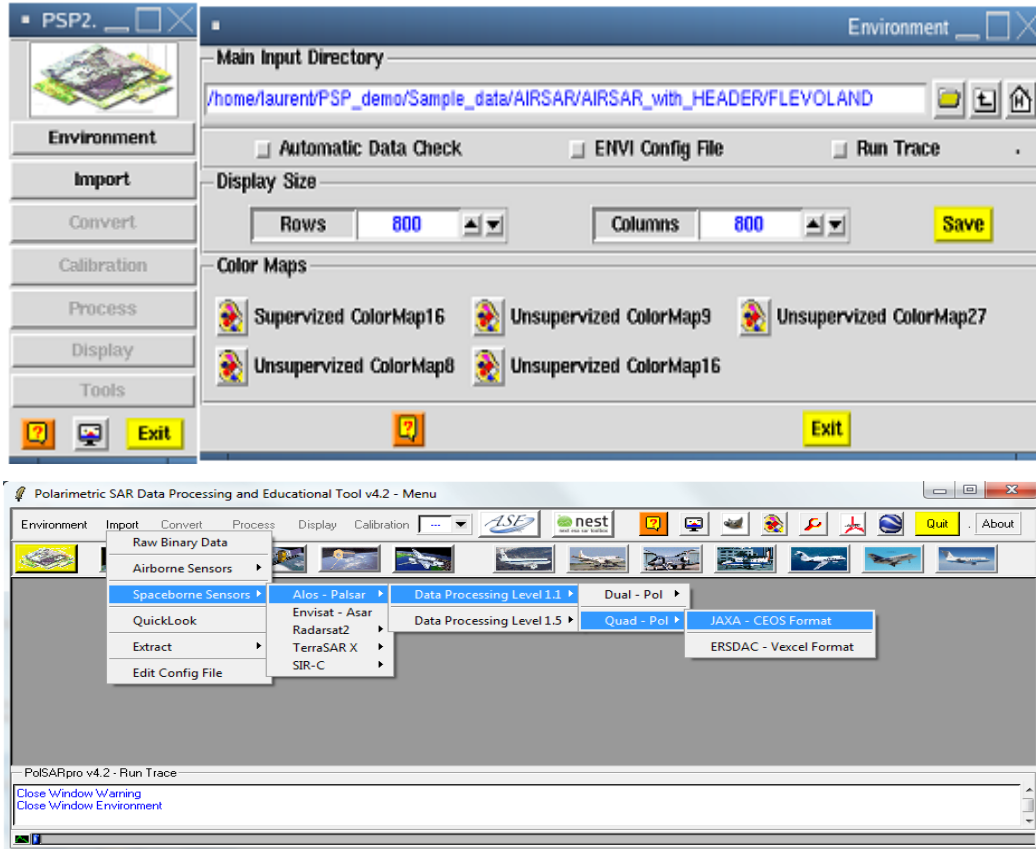 PSP2.
Environment
Import
Convert
Calibration
Process
Display
Tools
Exit
Environment
Main Input Directory
/home/laurent/PSP_demo/Sample_data/AIRSAR/AIRSAR_with_HEADER/FLEVOLAND
Automatic Data Check ENVI Config File Run Trace
Display Size
Rows 800 Columns 800 Save
Color Maps
Supervized ColorMap16 Unsupervized ColorMap9 Unsupervized ColorMap27
Unsupervized ColorMap8 Unsupervized ColorMap16
Exit
Polarimetric SAR Data Processing and Educational Tool v4.2 - Menu
Environment Import Convert Process Display Calibration --- ASF nest Quit . About
Raw Binary Data
Airborne Sensors
Spaceborne Sensors
QuickLook
Extract
Edit Config File
Alos - Palsar
Envisat - Asar
Radarsat2
TerraSAR X
SIR-C
Data Processing Level 1.1
Data Processing Level 1.5
Dual - Pol
Quad - Pol
JAXA - CEOS Format
ERSDAC - Vexcel Format
PolSARpro v4.2 - Run Trace
Close Window Warning
Close Window Environment